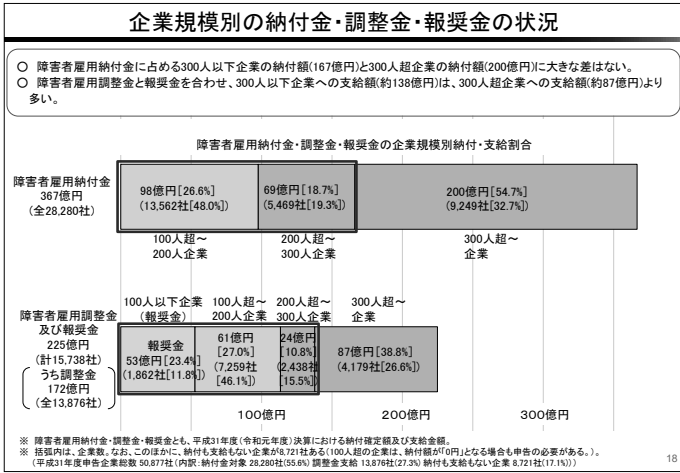 企業規模別の納付金・調整金・報奨金の状況
○ 障害者雇用納付金に占める300人以下企業の納付額(167億円)と300人超企業の納付額(200億円)に大きな差はない。
○ 障害者雇用調整金と報奨金を合わせ、300人以下企業への支給額(約138億円)は、300人超企業への支給額(約87億円)より
多い。
障害者雇用納付金・調整金・報奨金の企業規模別納付・支給割合
障害者雇用納付金
367億円
(全28,280社)
98億円[26.6%]
(13,562社[48.0%])
69億円[18.7%]
(5,469社[19.3%])
200億円[54.7%]
(9,249社[32.7%])
100人超～
200人企業
200人超～
300人企業
300人超～
企業
100人以下企業
(報奨金)
100人超～
200人企業
200人超～
300人企業
300人超～
企業
障害者雇用調整金
及び報奨金
225億円
(計15,738社)
うち調整金
172億円
(全13,876社)
報奨金
53億円[23.4%]
(1,862社[11.8%])
61億円
[27.0%]
(7,259社
[46.1%])
24億円
[10.8%]
(2,438社
[15.5%])
87億円[38.8%]
(4,179社[26.6%])
100億円
200億円
300億円
※ 障害者雇用納付金・調整金・報奨金とも、平成31年度(令和元年度)決算における納付確定額及び支給金額。
※ 括弧内は、企業数。なお、このほかに、納付も支給もない企業が8,721社ある(100人超の企業は、納付額が「0円」となる場合も申告の必要がある。)。
(平成31年度申告企業総数 50,877社(内訳:納付金対象 28,280社(55.6%) 調整金支給 13,876社(27.3%) 納付も支給もない企業 8,721社(17.1%)))
18